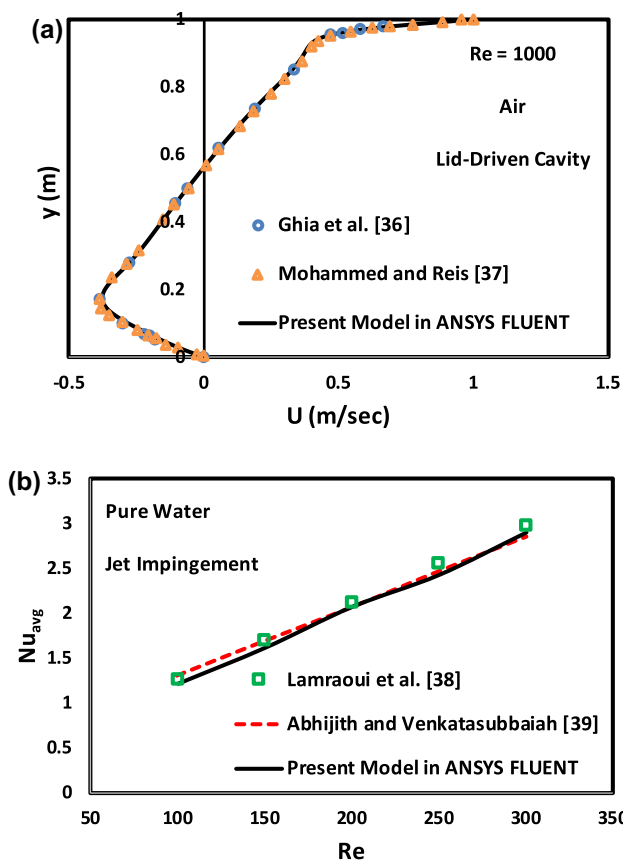 (a)
1
0.8
0.6
0.4
0.2
0
y (m)
Re = 1000
Air
Lid-Driven Cavity
Ghia et al. [36]
Mohammed and Reis [37]
Present Model in ANSYS FLUENT
-0.5 0 0.5 1 1.5
U (m/sec)
(b)
3.5
3
2.5
2
1.5
1
0.5
0
Nuavg
Pure Water
Jet Impingement
Lamraoui et al. [38]
Abhijith and Venkatasubbaiah [39]
Present Model in ANSYS FLUENT
50 100 150 200 250 300 350
Re